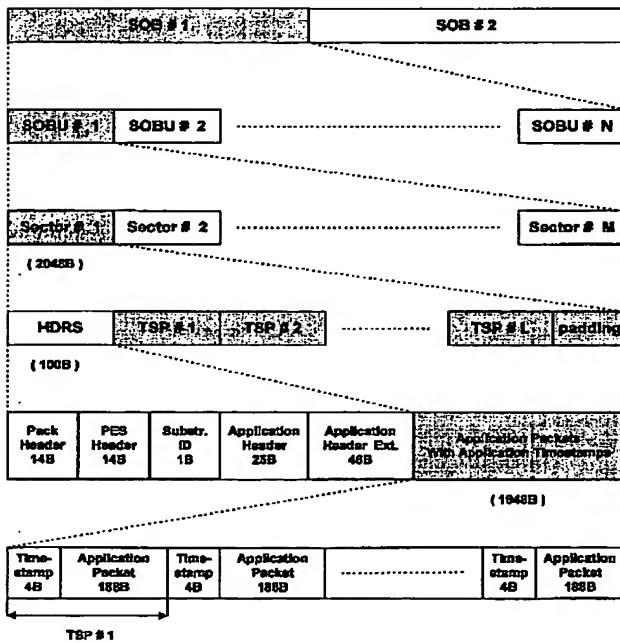 SOB # 1
SOB # 2
SOBU # 1
SOBU # 2
SOBU # N
Sector # 1
Sector # 2
Sector # M
( 2048B )
HDRS
TSP # 1
TSP # 2
TSP # L
padding
( 100B )
Pack
Header
14B
PES
Header
14B
Substr.
ID
1B
Application
Header
25B
Application
Header Ext.
46B
Application Packets
With Application Timestamps
( 1948B )
Time-
stamp
4B
Application
Packet
188B
Time-
stamp
4B
Application
Packet
188B
Time-
stamp
4B
Application
Packet
188B
TSP # 1